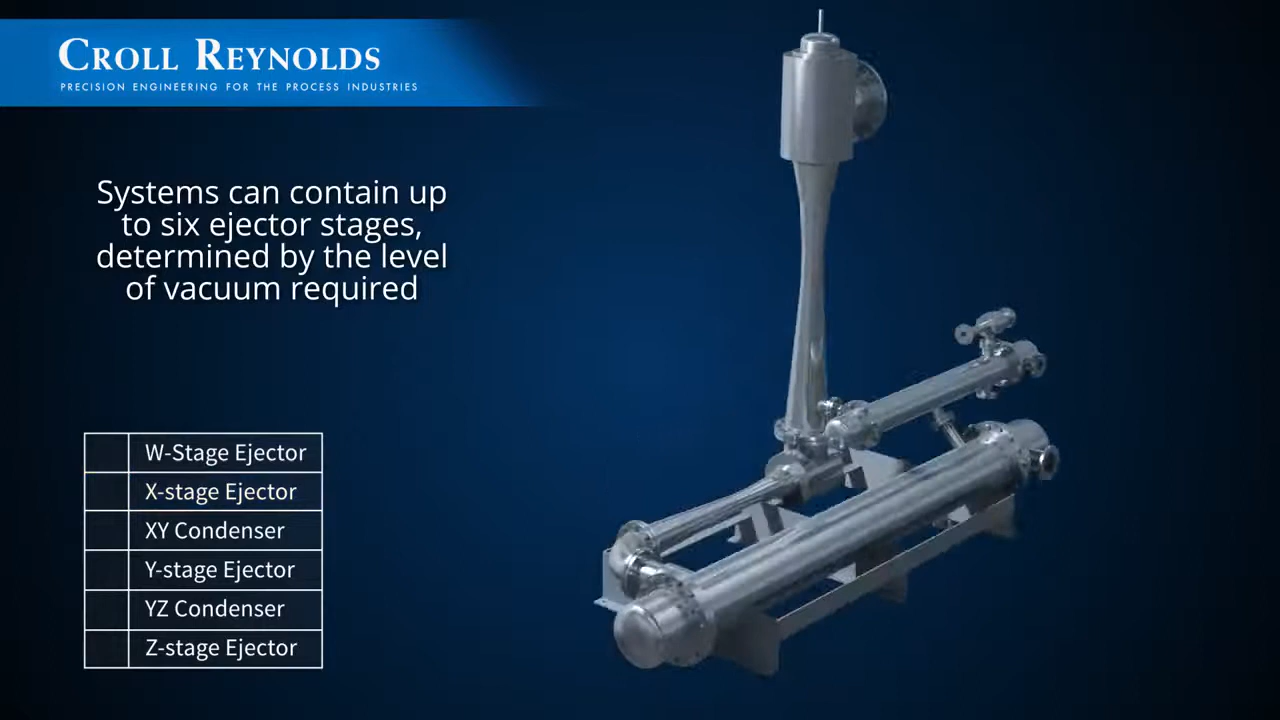 CROLL REYNOLDS
PRECISION ENGINEERING FOR THE PROCESS INDUSTRIES
Systems can contain up
to six ejector stages,
determined by the level
of vacuum required
W-Stage Ejector
X-stage Ejector
XY Condenser
Y-stage Ejector
YZ Condenser
Z-stage Ejector